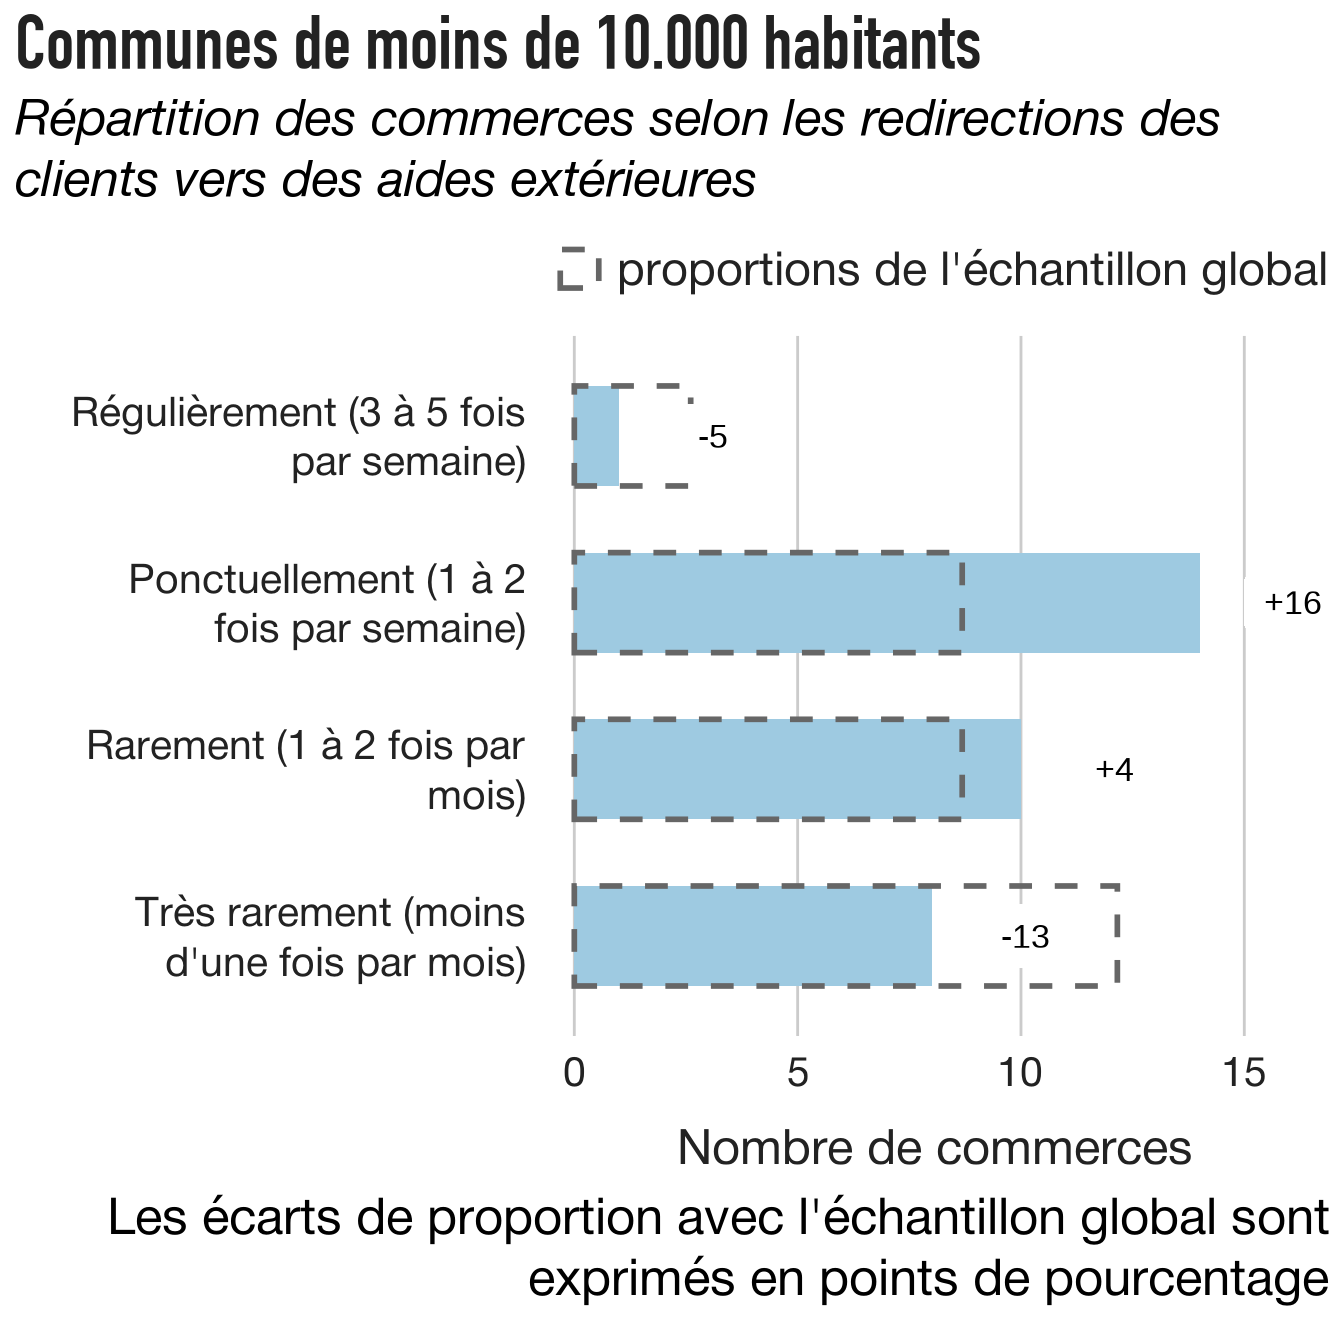 Communes de moins de 10.000 habitants
Répartition des commerces selon les redirections des
clients vers des aides extérieures
proportions de l'échantillon global
Régulièrement (3 à 5 fois
par semaine)
-5
Ponctuellement (1 à 2
fois par semaine)
+16
Rarement (1 à 2 fois par
mois)
+4
Très rarement (moins
d'une fois par mois)
-13
0 5 10 15
Nombre de commerces
Les écarts de proportion avec l'échantillon global sont
exprimés en points de pourcentage